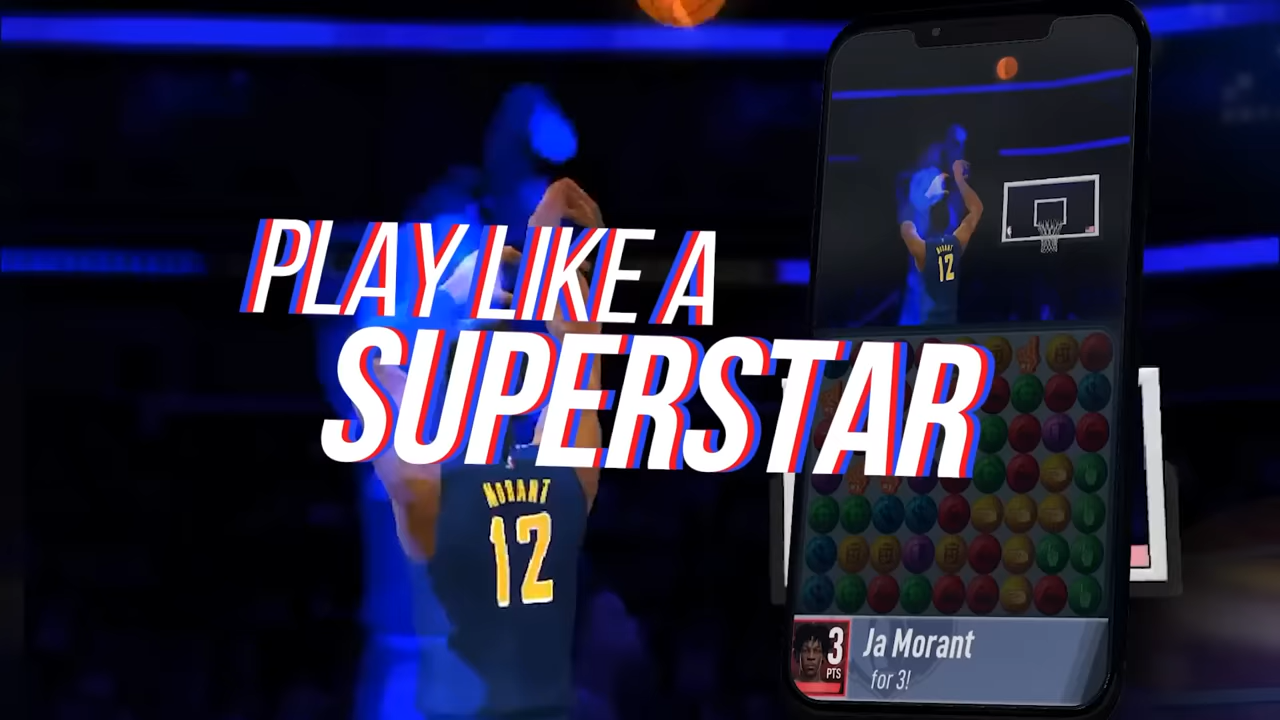 PLAY LIKE A
SUPERSTAR
MORANT
12
MORANT
12
3
PTS
Ja Morant
for 3!